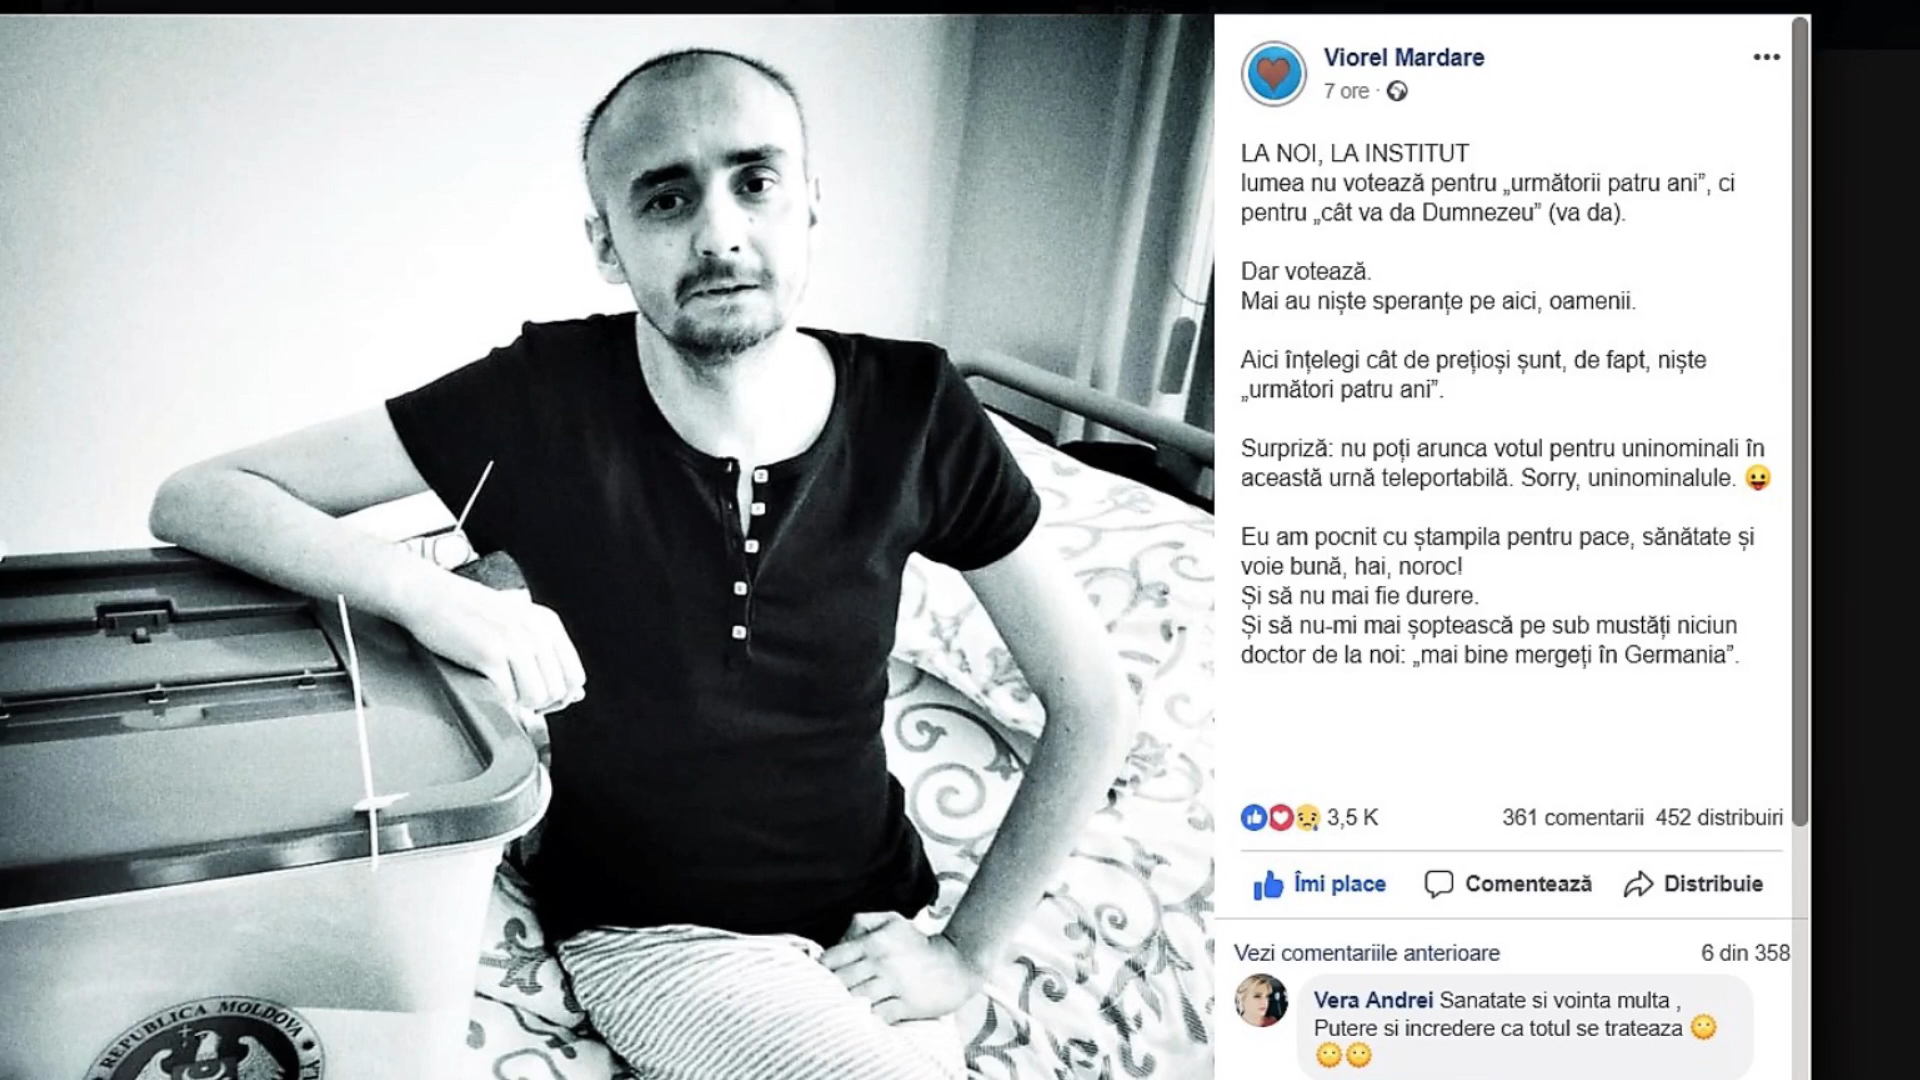 Viorel Mardare
7 ore ·
LA NOI, LA INSTITUT
lumea nu votează pentru „următorii patru ani”, ci
pentru „cât va da Dumnezeu” (va da).
Dar votează.
Mai au niște speranțe pe aici, oamenii.
Aici înțelegi cât de prețioși sunt, de fapt, niște
„următori patru ani”.
Surpriză: nu poți arunca votul pentru uninominali în
această urnă teleportabilă. Sorry, uninominalule. 😛
Eu am pocnit cu ștampila pentru pace, sănătate și
voie bună, hai, noroc!
Și să nu mai fie durere.
Și să nu-mi mai șoptească pe sub mustăți niciun
doctor de la noi: „mai bine mergeți în Germania”.
3,5 K 361 comentarii 452 distribuiri
Îmi place Comentează Distribuie
Vezi comentariile anterioare 6 din 358
Vera Andrei Sanatate si vointa multa ,
Putere si incredere ca totul se trateaza 😶
😶😶
REPUBLICA MOLDOVA